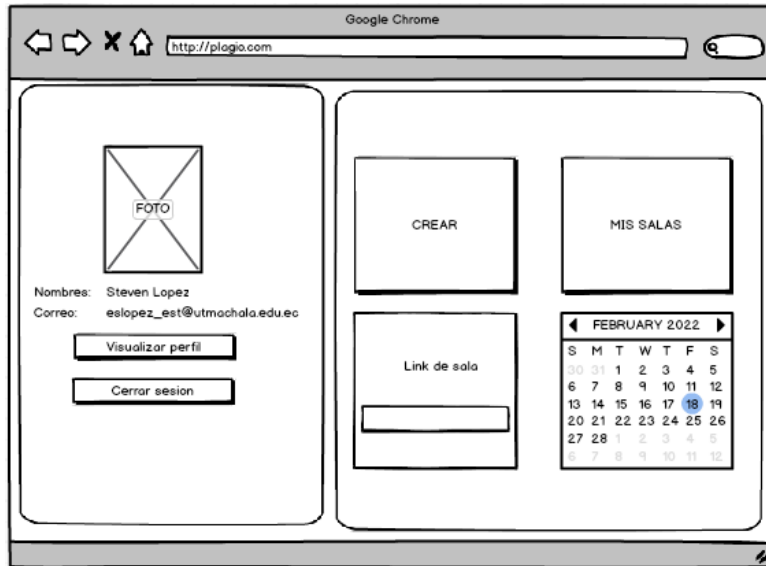 Google Chrome
http://plagio.com
FOTO
Nombres: Steven Lopez
Correo: eslopez_est@utmachala.edu.ec
Visualizar perfil
Cerrar sesion
CREAR
MIS SALAS
Link de sala
FEBRUARY 2022
S M T W T F S
30 31 1 2 3 4 5
6 7 8 9 10 11 12
13 14 15 16 17 18 19
20 21 22 23 24 25 26
27 28 1 2 3 4 5
6 7 8 9 10 11 12